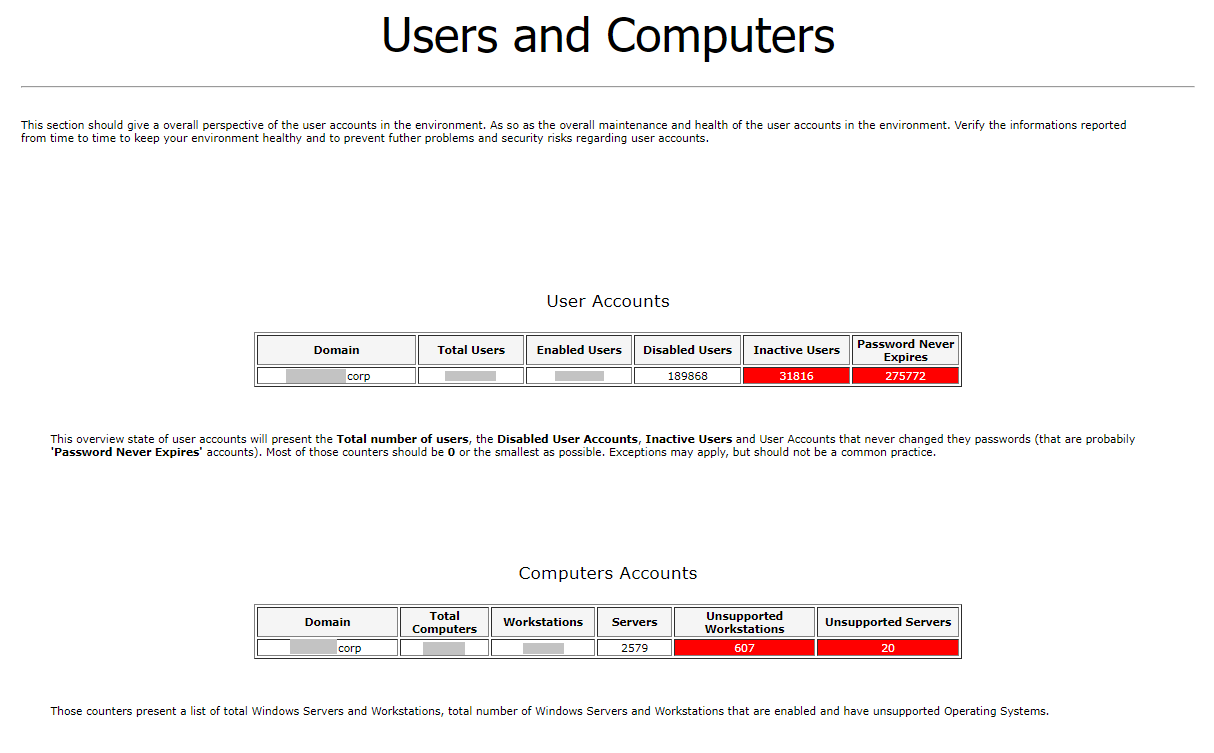 Users and Computers
This section should give a overall perspective of the user accounts in the environment. As so as the overall maintenance and health of the user accounts in the environment. Verify the informations reported
from time to time to keep your environment healthy and to prevent futher problems and security risks regarding user accounts.
User Accounts
Domain Total Users Enabled Users Disabled Users Inactive Users Password Never
Expires
corp 189868 31816 275772
This overview state of user accounts will present the Total number of users, the Disabled User Accounts, Inactive Users and User Accounts that never changed they passwords (that are probabily
'Password Never Expires' accounts). Most of those counters should be 0 or the smallest as possible. Exceptions may apply, but should not be a common practice.
Computers Accounts
Domain Total
Computers Workstations Servers Unsupported
Workstations Unsupported Servers
corp 2579 607 20
Those counters present a list of total Windows Servers and Workstations, total number of Windows Servers and Workstations that are enabled and have unsupported Operating Systems.